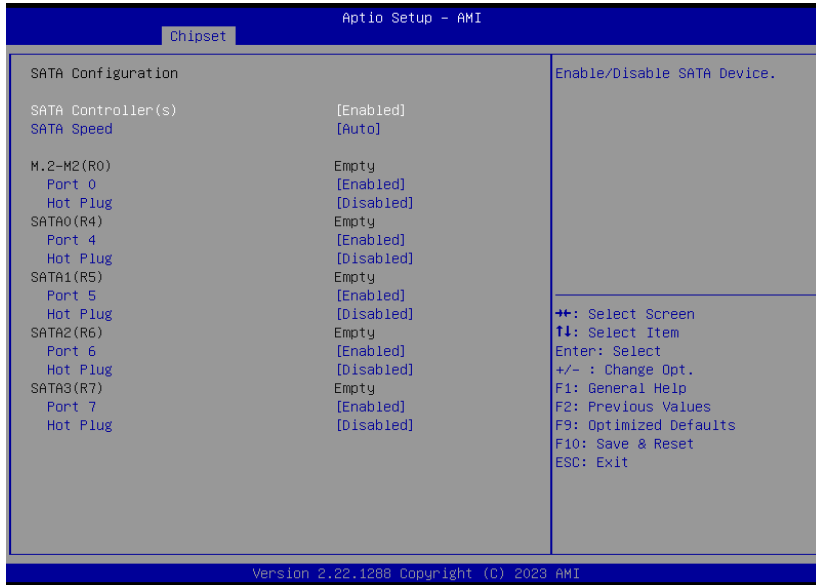 Aptio Setup – AMI
Chipset
SATA Configuration
SATA Controller(s) [Enabled]
SATA Speed [Auto]
M.2-M2(R0) Empty
Port 0 [Enabled]
Hot Plug [Disabled]
SATA0(R4) Empty
Port 4 [Enabled]
Hot Plug [Disabled]
SATA1(R5) Empty
Port 5 [Enabled]
Hot Plug [Disabled]
SATA2(R6) Empty
Port 6 [Enabled]
Hot Plug [Disabled]
SATA3(R7) Empty
Port 7 [Enabled]
Hot Plug [Disabled]
Enable/Disable SATA Device.
→←: Select Screen
↑↓: Select Item
Enter: Select
+/- : Change Opt.
F1: General Help
F2: Previous Values
F9: Optimized Defaults
F10: Save & Reset
ESC: Exit
Version 2.22.1288 Copyright (C) 2023 AMI